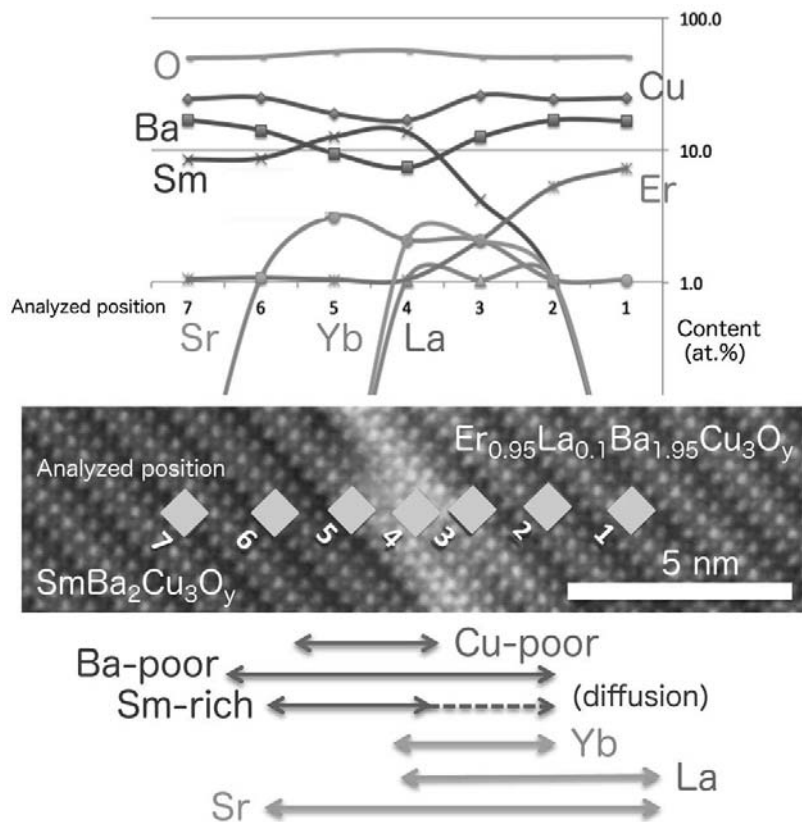 100.0
O
Cu
Ba
10.0
Sm
Er
1.0
Analyzed position 7 6 5 4 3 2 1
Sr Yb La
Content
(at.%)
Er0.95La0.1Ba1.95Cu3Oy
Analyzed position
7 6 5 4 3 2 1
5 nm
SmBa2Cu3Oy
Cu-poor
Ba-poor
Sm-rich (diffusion)
Yb
La
Sr